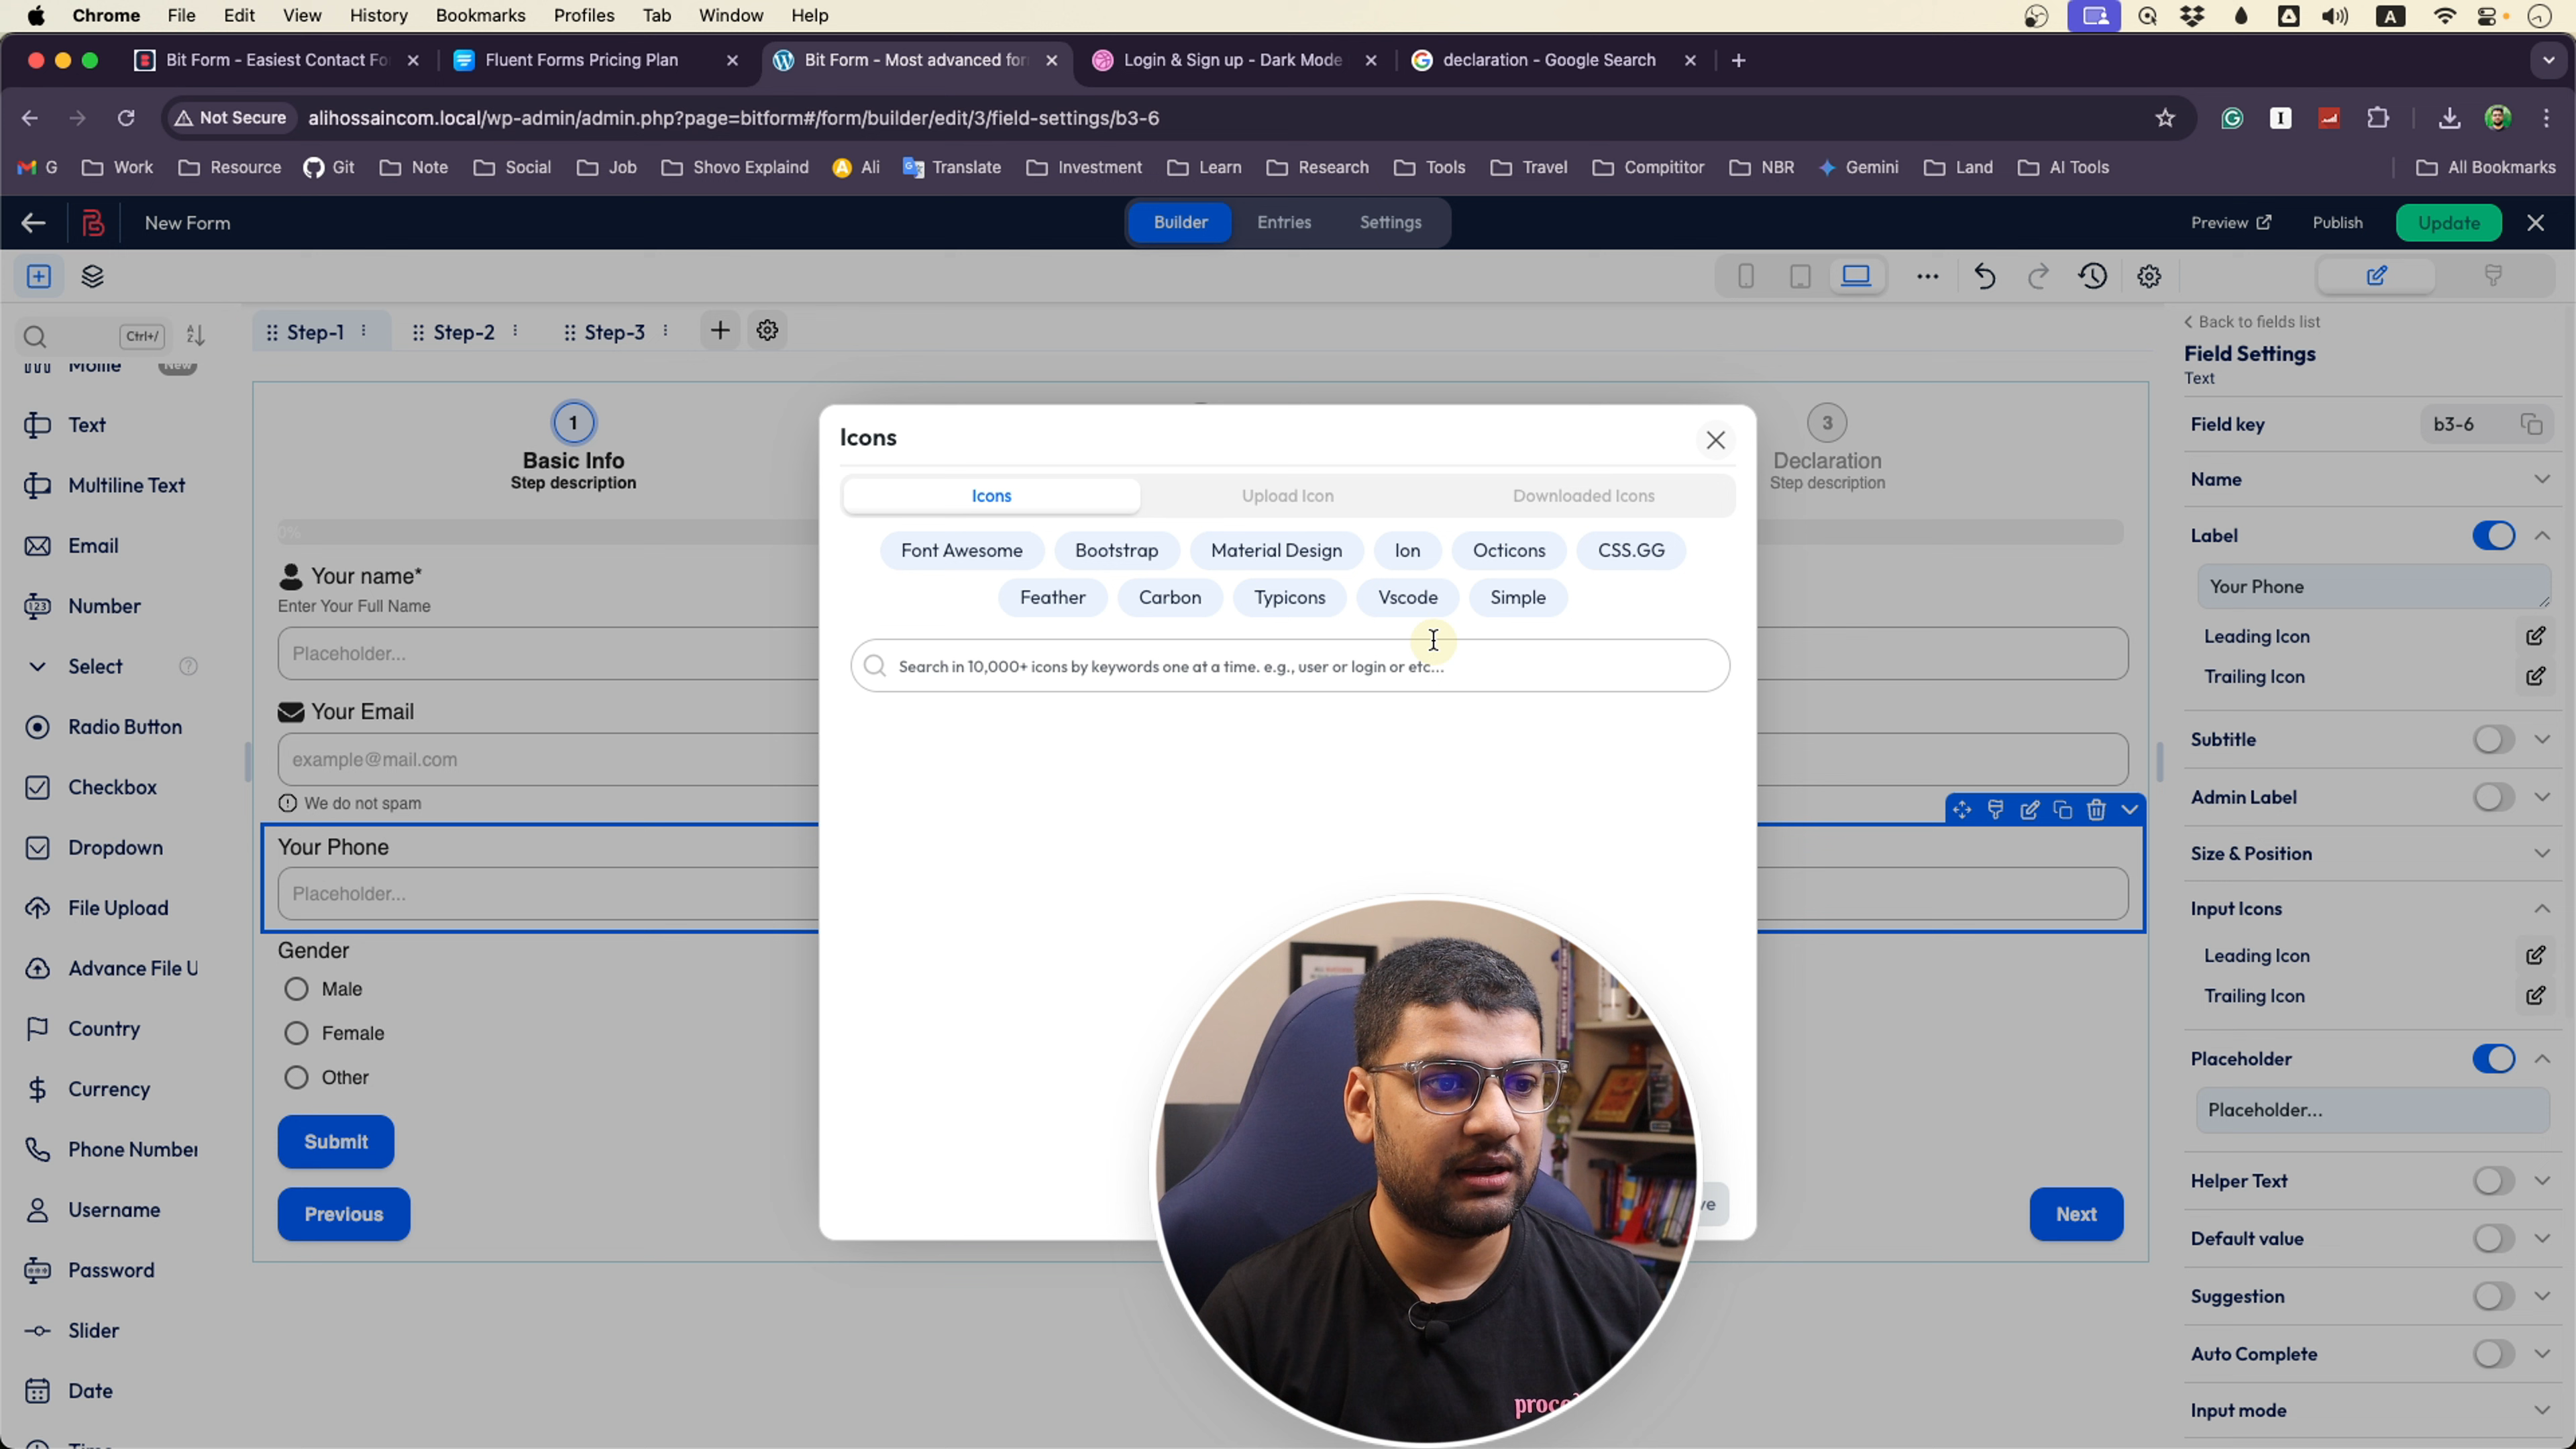 Chrome File Edit View History Bookmarks Profiles Tab Window Help A
Bit Form - Easiest Contact Fo
Fluent Forms Pricing Plan
Bit Form - Most advanced for
Login & Sign up - Dark Mode
declaration - Google Search
Not Secure alihossaincom.local/wp-admin/admin.php?page=bitform#/form/builder/edit/3/field-settings/b3-6
G Work Resource Git Note Social Job Shovo Explaind Ali Translate Investment Learn Research Tools Travel Compititor NBR Gemini Land AI Tools All Bookmarks
New Form
Builder Entries Settings
Preview Publish Update
Ctrl+/
Step-1 Step-2 Step-3
Mollie New
Text
Multiline Text
Email
Number
Select
Radio Button
Checkbox
Dropdown
File Upload
Advance File U
Country
Currency
Phone Number
Username
Password
Slider
Date
1
Basic Info
Step description
0%
Your name*
Enter Your Full Name
Placeholder...
Your Email
example@mail.com
We do not spam
Your Phone
Placeholder...
Gender
Male
Female
Other
Submit
Previous
Next
3
Declaration
Step description
Icons
Icons Upload Icon Downloaded Icons
Font Awesome Bootstrap Material Design Ion Octicons CSS.GG
Feather Carbon Typicons Vscode Simple
Search in 10,000+ icons by keywords one at a time. e.g., user or login or etc...
Back to fields list
Field Settings
Text
Field key b3-6
Name
Label
Your Phone
Leading Icon
Trailing Icon
Subtitle
Admin Label
Size & Position
Input Icons
Leading Icon
Trailing Icon
Placeholder
Placeholder...
Helper Text
Default value
Suggestion
Auto Complete
Input mode